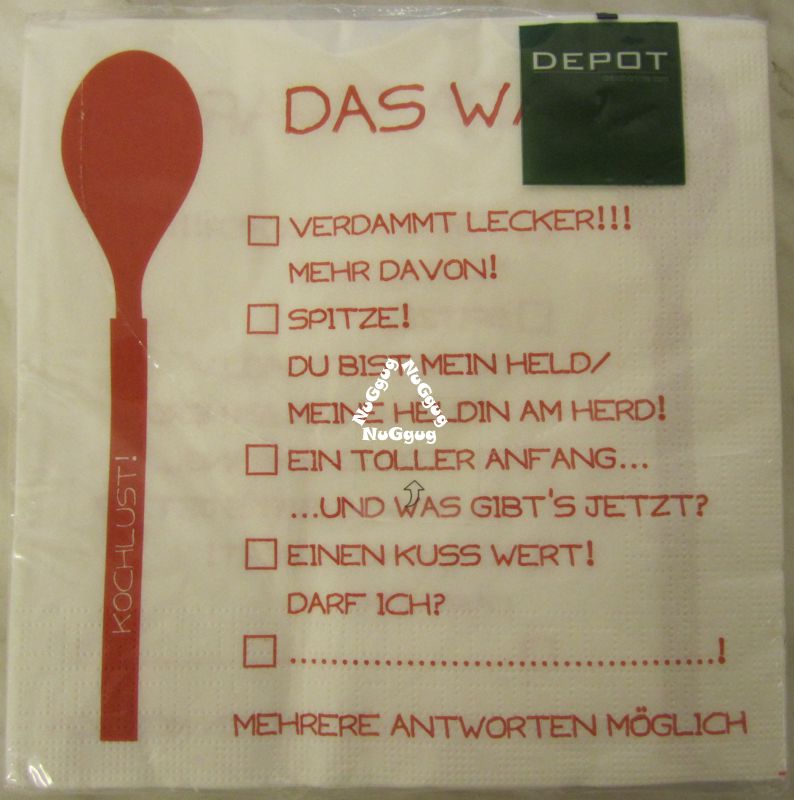 DEPOT
DAS
VERDAMMT LECKER!!!
MEHR DAVON!
SPITZE!
DU BIST MEIN HELD/
MEINE HELDIN AM HERD!
EIN TOLLER ANFANG...
...UND WAS GIBT'S JETZT?
EINEN KUSS WERT!
DARF ICH?
..........................................!
MEHRERE ANTWORTEN MÖGLICH
KOCHLUST!
NuGgug
NuGgug
NuGgug